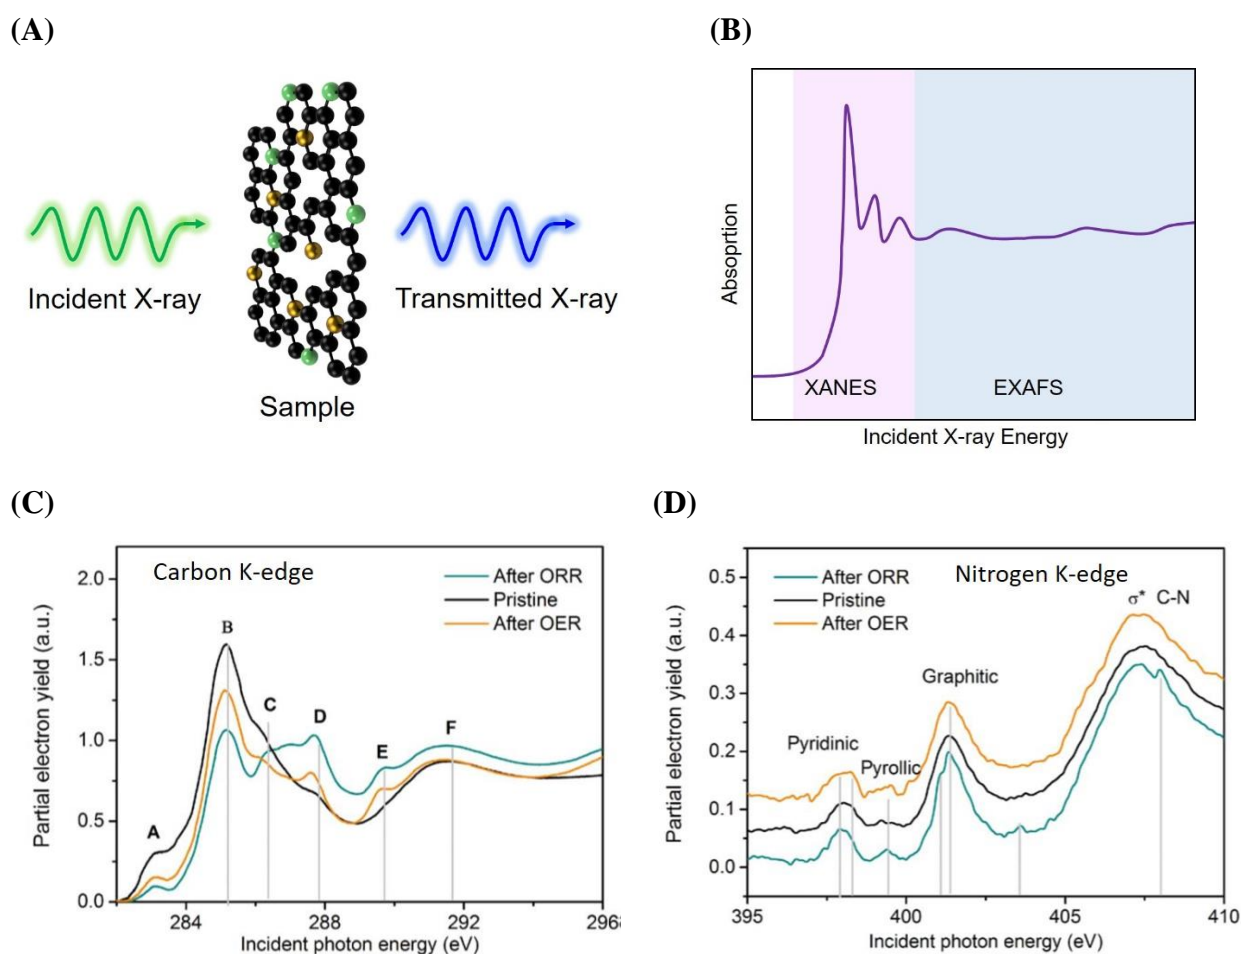 (A)
Incident X-ray
Transmitted X-ray
Sample
(B)
Absoprtion
XANES
EXAFS
Incident X-ray Energy
(C)
Carbon K-edge
After ORR
Pristine
After OER
A
B
C
D
E
F
2.0
1.5
1.0
0.5
0.0
284
288
292
296
Partial electron yield (a.u.)
Incident photon energy (eV)
(D)
After ORR
Pristine
After OER
Nitrogen K-edge
σ* C-N
Graphitic
Pyridinic
Pyrollic
0.5
0.4
0.3
0.2
0.1
0.0
395
400
405
410
Partial electron yield (a.u.)
Incident photon energy (eV)